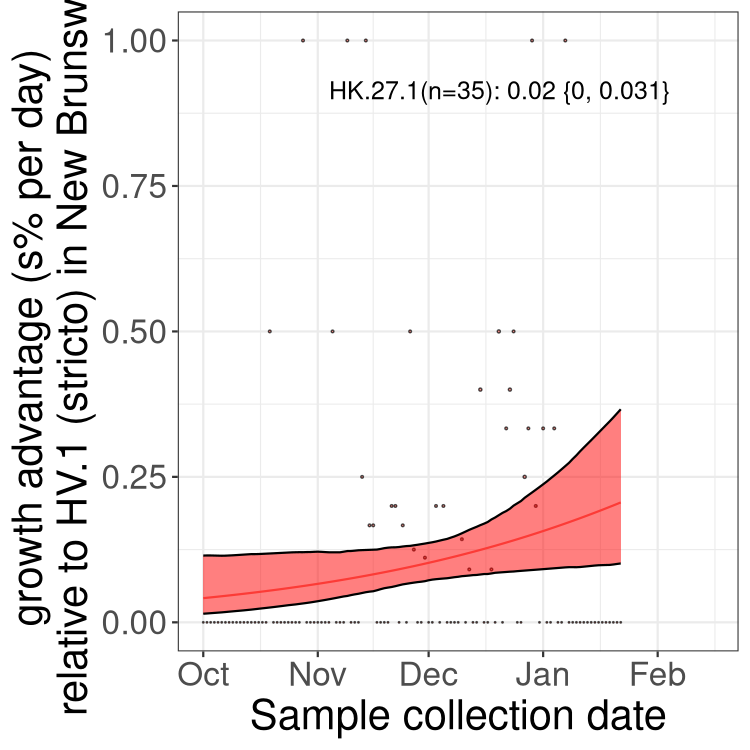 growth advantage (s% per day)
relative to HV.1 (stricto) in New Brunsw
1.00
0.75
0.50
0.25
0.00
HK.27.1(n=35): 0.02 {0, 0.031}
Oct Nov Dec Jan Feb
Sample collection date